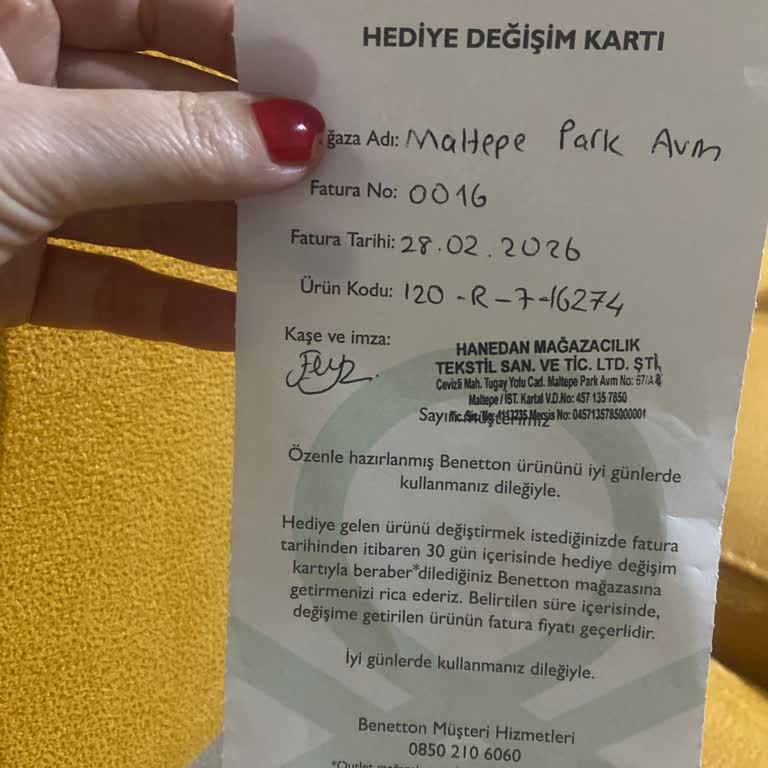 HEDİYE DEĞİŞİM KARTI
ğaza Adı: Maltepe Park Avm
Fatura No: 0016
Fatura Tarihi: 28.02.2026
Ürün Kodu: 120-R-7-16274
Kaşe ve imza:
HANEDAN MAĞAZACILIK
TEKSTİL SAN. VE TİC. LTD. ŞTİ.
Cevizli Mah. Tugay Yolu Cad. Maltepe Park Avm No: 67/A8
Maltepe / İST. Kartal V.D.No: 457 135 7850
Mersis No: 0457135785000001
Özenle hazırlanmış Benetton ürününü iyi günlerde
kullanmanız dileğiyle.
Hediye gelen ürünü değiştirmek istediğinizde fatura
tarihinden itibaren 30 gün içerisinde hediye değişim
kartıyla beraber*dilediğiniz Benetton mağazasına
getirmenizi rica ederiz. Belirtilen süre içerisinde,
değişime getirilen ürünün fatura fiyatı geçerlidir.
İyi günlerde kullanmanız dileğiyle.
Benetton Müşteri Hizmetleri
0850 210 6060
*Outlet